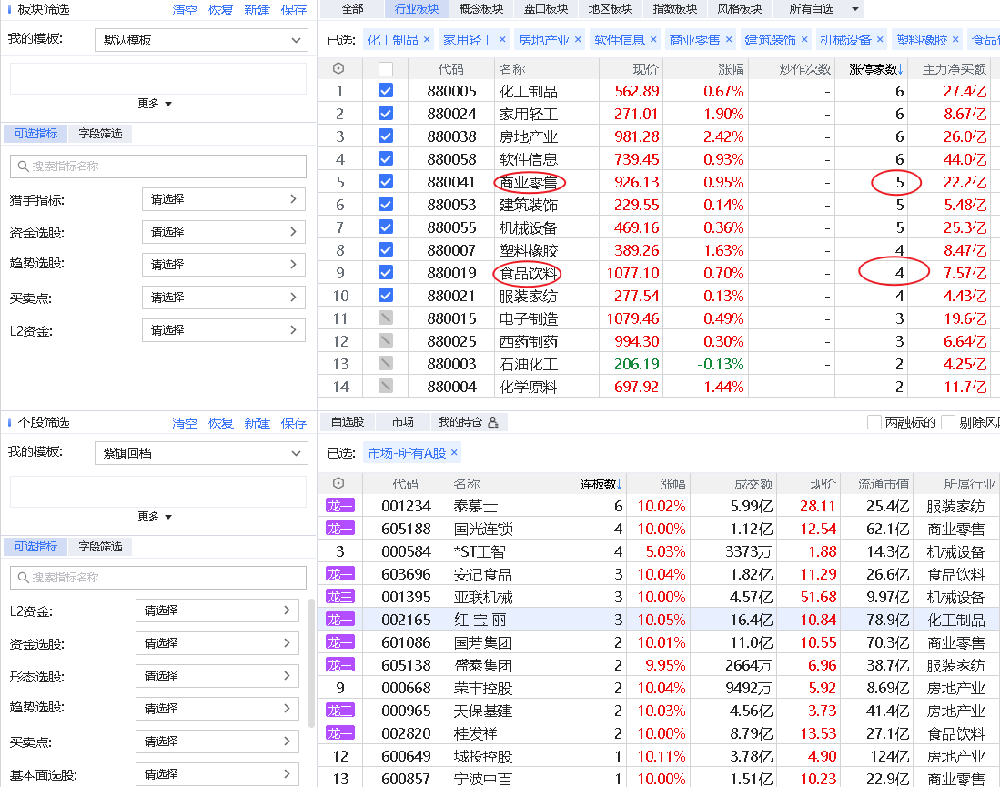 板块筛选 清空 恢复 新建 保存
我的模板: 默认模板
更多
可选指标 字段筛选
搜索指标名称
猎手指标: 请选择
资金选股: 请选择
趋势选股: 请选择
买卖点: 请选择
L2资金: 请选择
全部 行业板块 概念板块 盘口板块 地区板块 指数板块 风格板块 所有自选
已选: 化工制品 × 家用轻工 × 房地产业 × 软件信息 × 商业零售 × 建筑装饰 × 机械设备 × 塑料橡胶 × 食品
代码 名称 现价 涨幅 炒作次数 涨停家数↓ 主力净买额
1 880005 化工制品 562.89 0.67% - 6 27.4亿
2 880024 家用轻工 271.01 1.90% - 6 8.67亿
3 880038 房地产业 981.28 2.42% - 6 26.0亿
4 880058 软件信息 739.45 0.93% - 6 44.0亿
5 880041 商业零售 926.13 0.95% - 5 22.2亿
6 880053 建筑装饰 229.55 0.14% - 5 5.48亿
7 880055 机械设备 469.16 0.36% - 5 25.3亿
8 880007 塑料橡胶 389.26 1.63% - 4 8.47亿
9 880019 食品饮料 1077.10 0.70% - 4 7.57亿
10 880021 服装家纺 277.54 0.13% - 4 4.43亿
11 880015 电子制造 1079.46 0.49% - 3 19.6亿
12 880025 西药制药 994.30 0.30% - 3 6.64亿
13 880003 石油化工 206.19 -0.13% - 2 4.25亿
14 880004 化学原料 697.92 1.44% - 2 11.7亿
个股筛选 清空 恢复 新建 保存
我的模板: 紫旗回档
更多
可选指标 字段筛选
搜索指标名称
L2资金: 请选择
资金选股: 请选择
形态选股: 请选择
趋势选股: 请选择
买卖点: 请选择
基本面选股: 请选择
自选股 市场 我的持仓 两融标的 剔除风
已选: 市场-所有A股 ×
代码 名称 连板数↓ 涨幅 成交额 现价 流通市值 所属行业
龙一 001234 泰慕士 6 10.02% 5.99亿 28.11 25.4亿 服装家纺
龙一 605188 国光连锁 4 10.00% 1.12亿 12.54 62.1亿 商业零售
3 000584 *ST工智 4 5.03% 3373万 1.88 14.3亿 机械设备
龙一 603696 安记食品 3 10.04% 1.82亿 11.29 26.6亿 食品饮料
龙三 001395 亚联机械 3 10.00% 4.57亿 51.68 9.97亿 机械设备
龙一 002165 红 宝 丽 3 10.05% 16.4亿 10.84 78.9亿 化工制品
龙一 601086 国芳集团 2 10.01% 11.0亿 10.55 70.3亿 商业零售
龙三 605138 盛泰集团 2 9.95% 2664万 6.96 38.7亿 服装家纺
9 000668 荣丰控股 2 10.04% 9492万 5.92 8.69亿 房地产业
龙三 000965 天保基建 2 10.03% 4.56亿 3.73 41.4亿 房地产业
龙一 002820 桂发祥 2 10.00% 8.79亿 13.53 27.1亿 食品饮料
12 600649 城投控股 1 10.11% 3.78亿 4.90 124亿 房地产业
13 600857 宁波中百 1 10.00% 1.51亿 10.23 22.9亿 商业零售